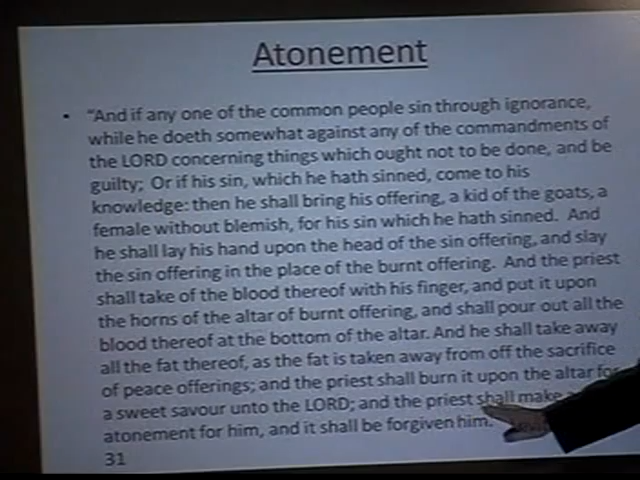 Atonement
• "And if any one of the common people sin through ignorance,
while he doeth somewhat against any of the commandments of
the LORD concerning things which ought not to be done, and be
guilty; Or if his sin, which he hath sinned, come to his
knowledge: then he shall bring his offering, a kid of the goats, a
female without blemish, for his sin which he hath sinned. And
he shall lay his hand upon the head of the sin offering, and slay
the sin offering in the place of the burnt offering. And the priest
shall take of the blood thereof with his finger, and put it upon
the horns of the altar of burnt offering, and shall pour out all the
blood thereof at the bottom of the altar. And he shall take away
all the fat thereof, as the fat is taken away from off the sacrifice
of peace offerings; and the priest shall burn it upon the altar for
a sweet savour unto the LORD; and the priest shall make
atonement for him, and it shall be forgiven him.
31